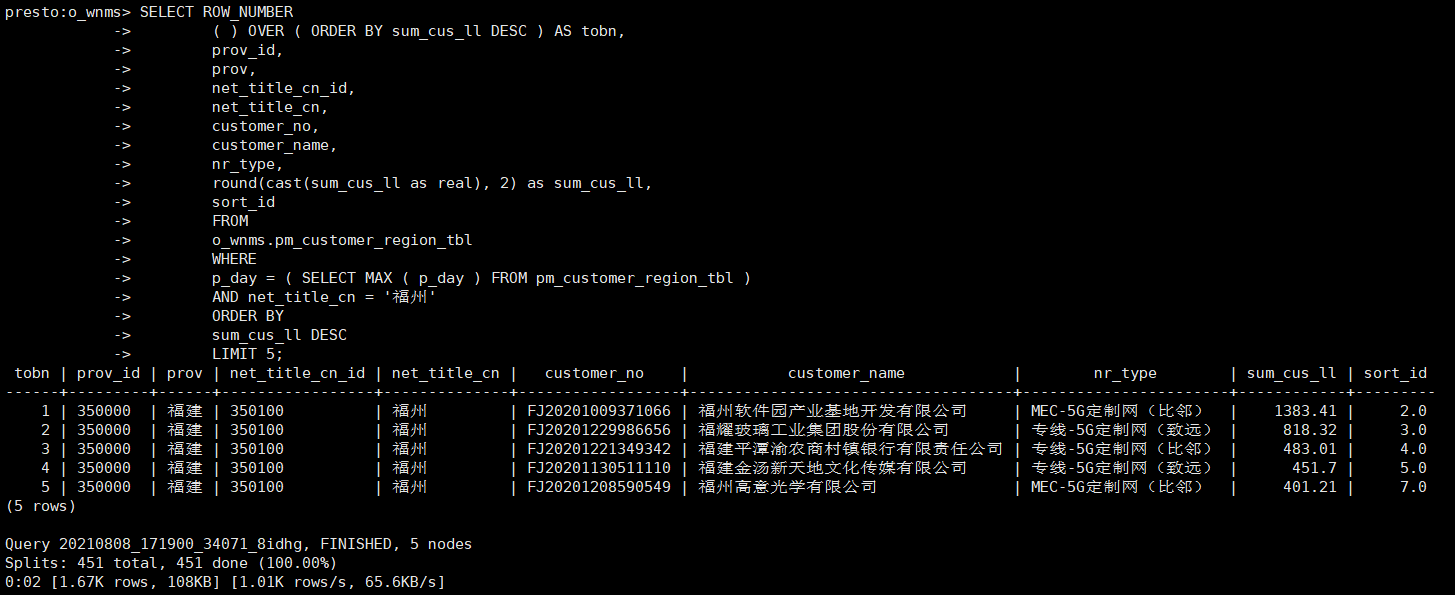 presto:o_wnms> SELECT ROW_NUMBER
            ->         ( ) OVER ( ORDER BY sum_cus_ll DESC ) AS tobn,
            ->         prov_id,
            ->         prov,
            ->         net_title_cn_id,
            ->         net_title_cn,
            ->         customer_no,
            ->         customer_name,
            ->         nr_type,
            ->         round(cast(sum_cus_ll as real), 2) as sum_cus_ll,
            ->         sort_id
            ->         FROM
            ->         o_wnms.pm_customer_region_tbl
            ->         WHERE
            ->         p_day = ( SELECT MAX ( p_day ) FROM pm_customer_region_tbl )
            ->         AND net_title_cn = '福州'
            ->         ORDER BY
            ->         sum_cus_ll DESC
            ->         LIMIT 5;
 tobn | prov_id | prov | net_title_cn_id | net_title_cn |   customer_no    |           customer_name            |       nr_type        | sum_cus_ll | sort_id
------+---------+------+-----------------+--------------+------------------+------------------------------------+----------------------+------------+---------
    1 | 350000  | 福建 | 350100          | 福州         | FJ20201009371066 | 福州软件园产业基地开发有限公司     | MEC-5G定制网（比邻）  |    1383.41 |     2.0
    2 | 350000  | 福建 | 350100          | 福州         | FJ20201229986656 | 福耀玻璃工业集团股份有限公司       | 专线-5G定制网（致远） |     818.32 |     3.0
    3 | 350000  | 福建 | 350100          | 福州         | FJ20201221349342 | 福建平潭渝农商村镇银行有限责任公司 | 专线-5G定制网（比邻） |     483.01 |     4.0
    4 | 350000  | 福建 | 350100          | 福州         | FJ20201130511110 | 福建金汤新天地文化传媒有限公司     | 专线-5G定制网（致远） |      451.7 |     5.0
    5 | 350000  | 福建 | 350100          | 福州         | FJ20201208590549 | 福州高意光学有限公司               | MEC-5G定制网（比邻）  |     401.21 |     7.0
(5 rows)

Query 20210808_171900_34071_8idhg, FINISHED, 5 nodes
Splits: 451 total, 451 done (100.00%)
0:02 [1.67K rows, 108KB] [1.01K rows/s, 65.6KB/s]